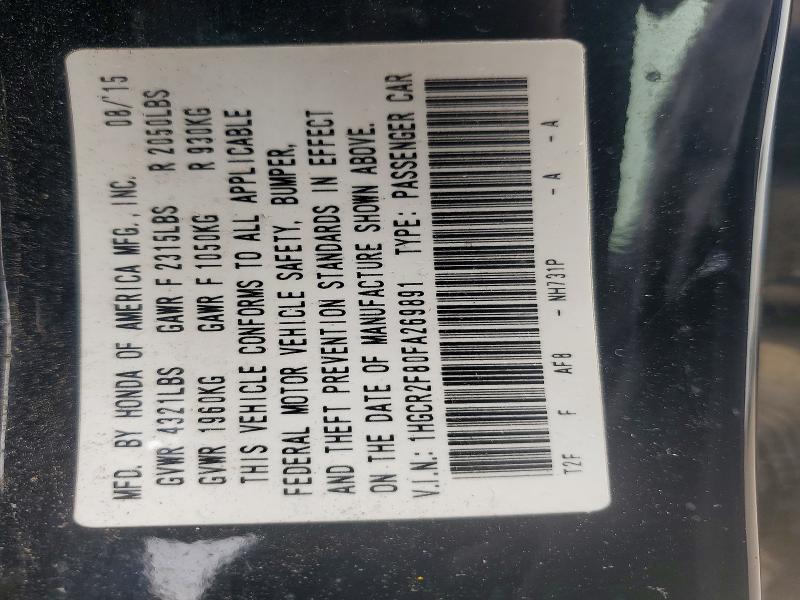 MFD. BY HONDA OF AMERICA MFG., INC. 08/'15
GVWR 4321LBS GAWR F 2315LBS R 2050LBS
GVWR 1960KG GAWR F 1050KG R 930KG
THIS VEHICLE CONFORMS TO ALL APPLICABLE
FEDERAL MOTOR VEHICLE SAFETY, BUMPER,
AND THEFT PREVENTION STANDARDS IN EFFECT
ON THE DATE OF MANUFACTURE SHOWN ABOVE.
V.I.N.: 1HGCR2F80FA269891 TYPE: PASSENGER CAR
T2F F AF8 - NH731P - A - A